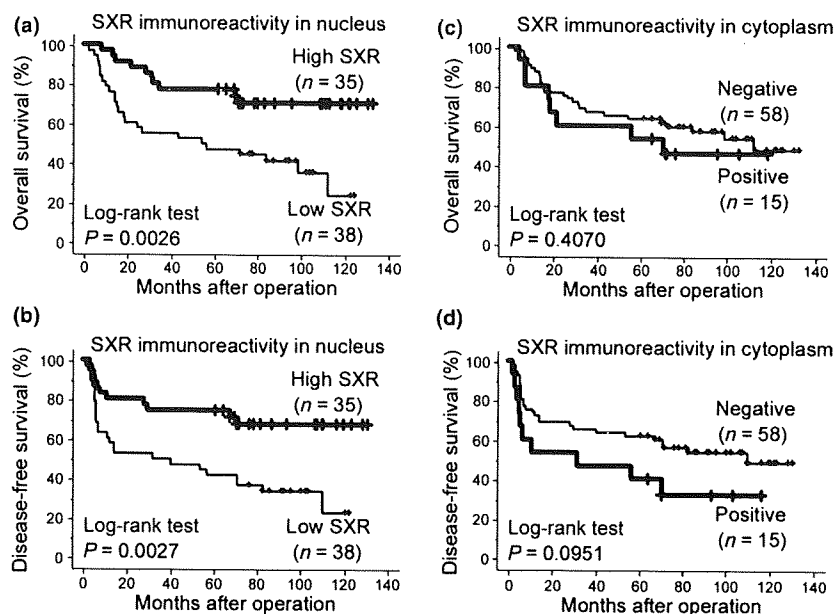 (a)
SXR immunoreactivity in nucleus
Overall survival (%)
100
80
60
40
20
0
High SXR
(n = 35)
Log-rank test
P = 0.0026
Low SXR
(n = 38)
0 20 40 60 80 100 120 140
Months after operation
(c)
SXR immunoreactivity in cytoplasm
Overall survival (%)
100
80
60
40
20
0
Negative
(n = 58)
Log-rank test
P = 0.4070
Positive
(n = 15)
0 20 40 60 80 100 120 140
Months after operation
(b)
SXR immunoreactivity in nucleus
Disease-free survival (%)
100
80
60
40
20
0
High SXR
(n = 35)
Log-rank test
P = 0.0027
Low SXR
(n = 38)
0 20 40 60 80 100 120 140
Months after operation
(d)
SXR immunoreactivity in cytoplasm
Disease-free survival (%)
100
80
60
40
20
0
Negative
(n = 58)
Log-rank test
P = 0.0951
Positive
(n = 15)
0 20 40 60 80 100 120 140
Months after operation